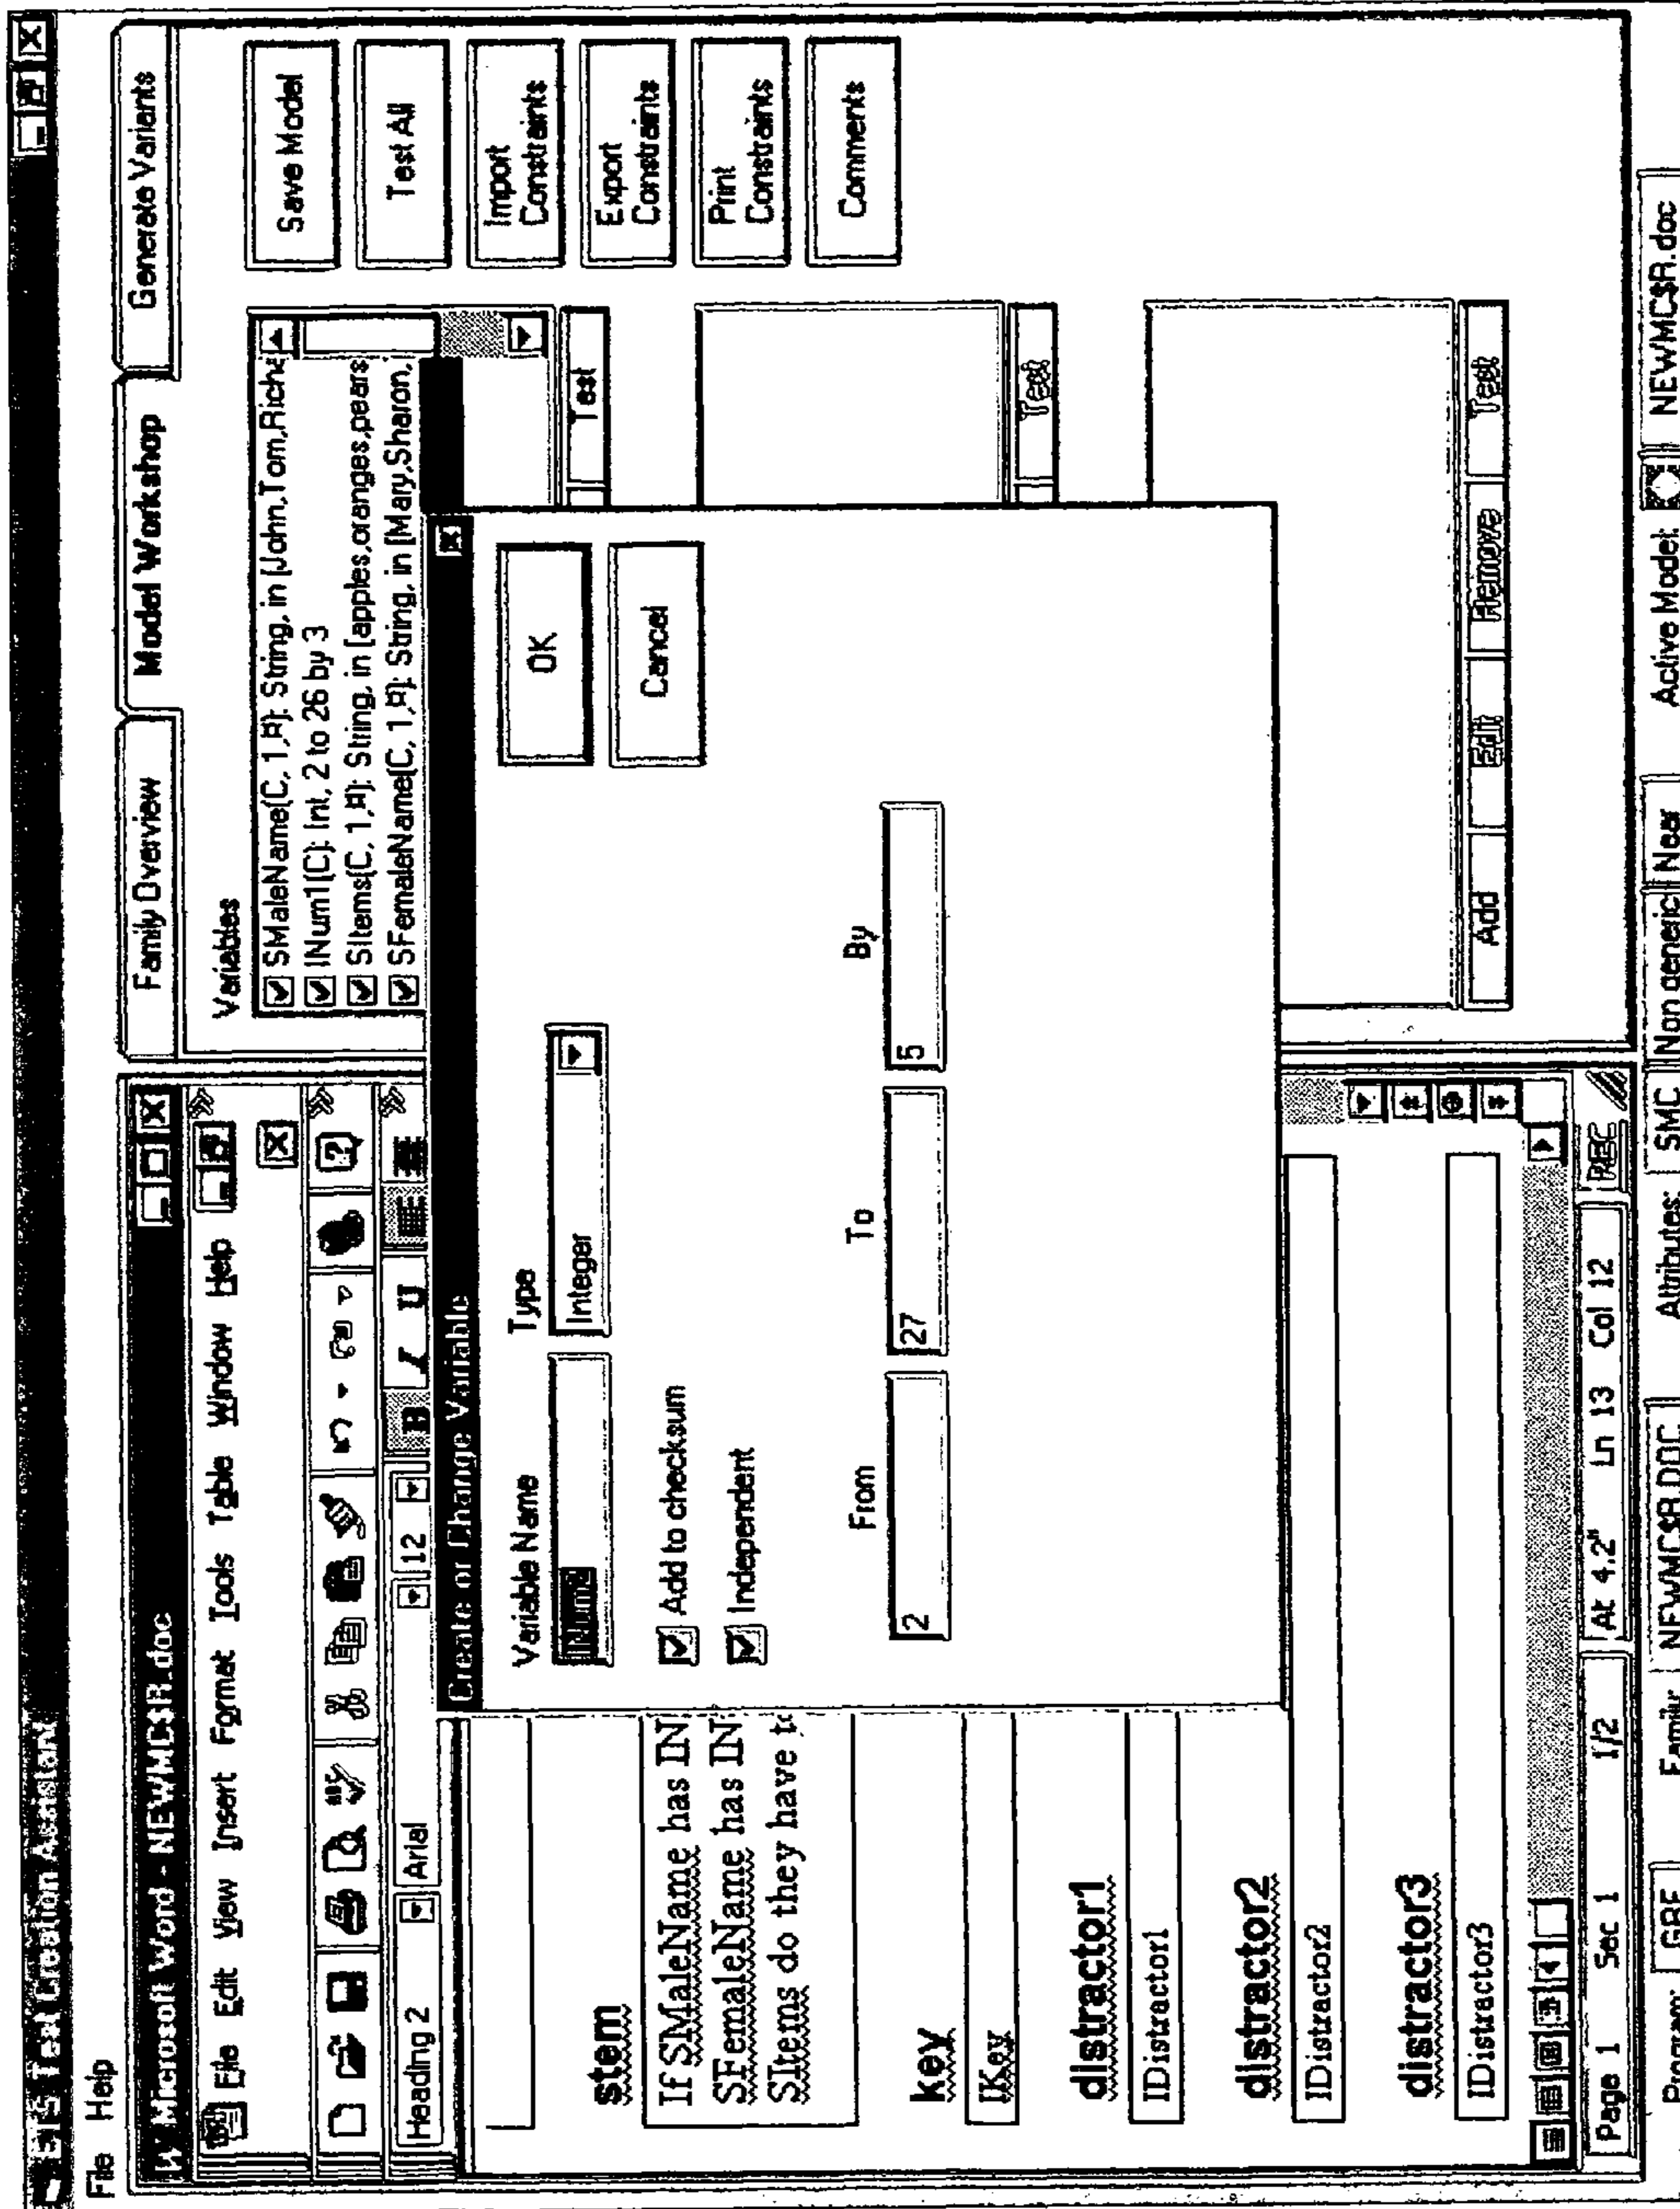 File Help
Microsoft Word - NEWMC$R.doc
File Edit View Insert Format Tools Table Window Help
Heading 2 Arial 12 B I U
stem
If SMaleName has IN
SFemaleName has IN
SItems do they have to
key
IKey
distractor1
IDistractor1
distractor2
IDistractor2
distractor3
IDistractor3
Page 1 Sec 1 1/2 At 4.2" Ln 13 Col 12 REC
Family Overview Model Workshop Generate Variants
Variables
SMaleName(C, 1,#): String, in [John,Tom,Richa
INum1(C): Int, 2 to 26 by 3
SItems(C, 1,#): String, in [apples,oranges,pears
SFemaleName(C, 1,#): String, in [Mary,Sharon,
Test
Save Model
Test All
Import Constraints
Export Constraints
Print Constraints
Comments
Test
Create or Change Variable
Variable Name Type
INum2 Integer
Add to checksum
Independent
From To By
2 27 5
OK
Cancel
Add Edit Remove Test
Program: GRE Family NEWMC$R.DOC Attributes: SMC Non generic Near Active Model: NEWMC$R.doc